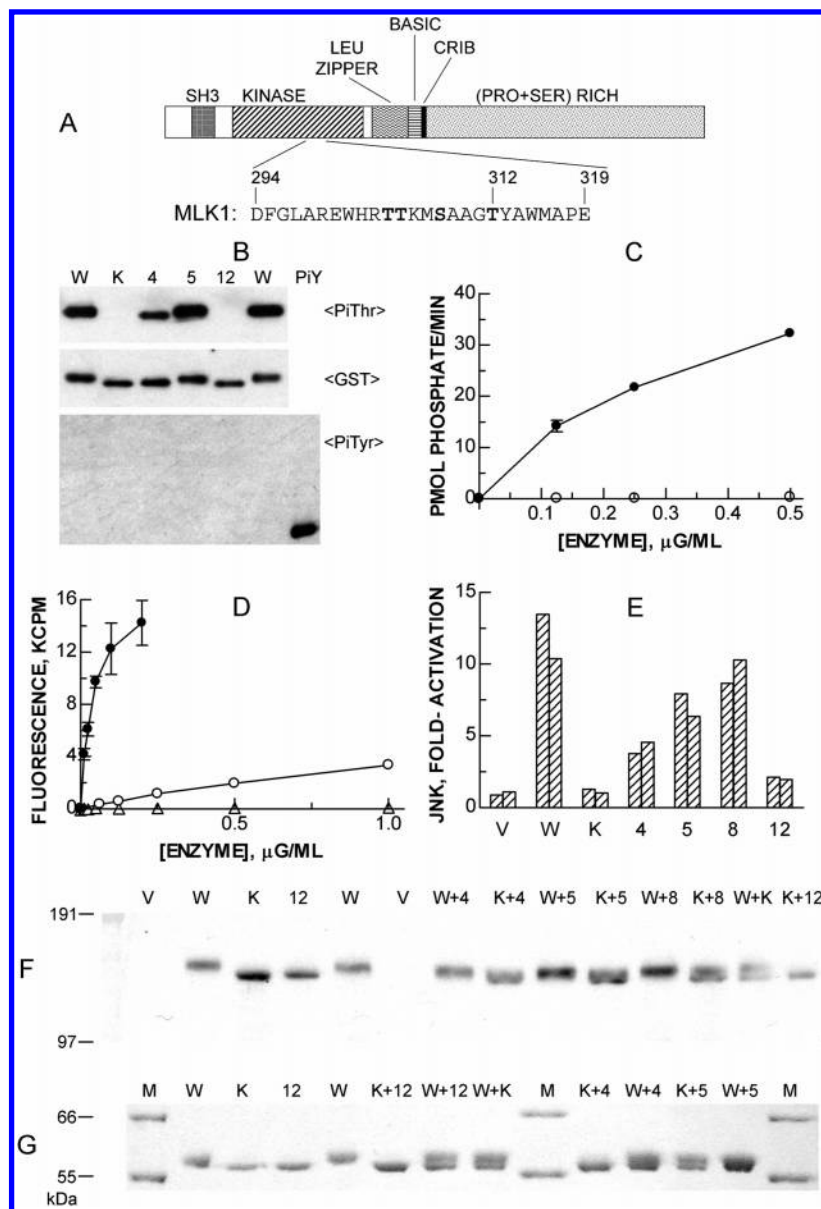 BASIC
LEU ZIPPER
CRIB
SH3 KINASE (PRO+SER) RICH
A
294 312 319
MLK1: DFGLAREWHRTTKMSAAGTYAWMAPE
B
W K 4 5 12 W PiY
<PiThr>
<GST>
<PiTyr>
C
PMOL PHOSPHATE/MIN
40
30
20
10
0
0.1 0.2 0.3 0.4 0.5
[ENZYME], µG/ML
D
FLUORESCENCE, KCPM
16
12
8
4
0
0.5 1.0
[ENZYME], µG/ML
E
JNK, FOLD- ACTIVATION
15
10
5
0
V W K 4 5 8 12
F
V W K 12 W V W+4 K+4 W+5 K+5 W+8 K+8 W+K K+12
191
97
G
M W K 12 W K+12 W+12 W+K M K+4 W+4 K+5 W+5 M
66
55
kDa